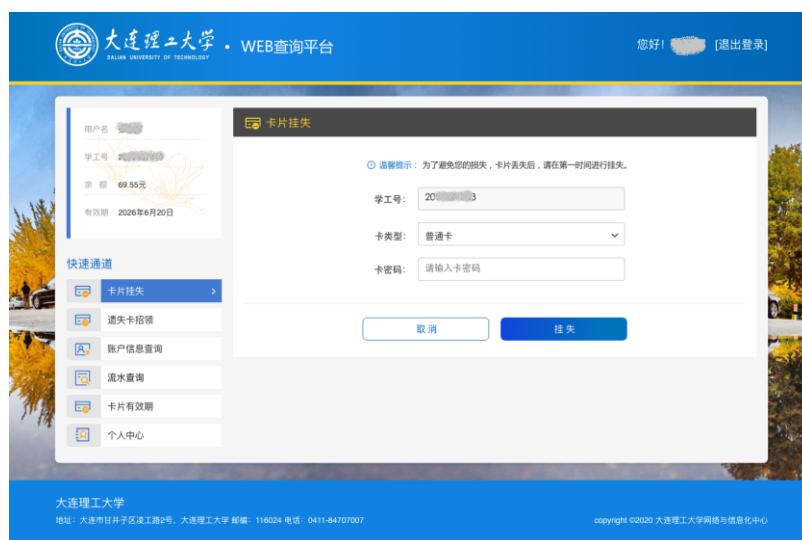 大连理工大学 · WEB查询平台
DALIAN UNIVERSITY OF TECHNOLOGY
您好! [退出登录]
用户名
学工号
余 额 69.55元
有效期 2026年6月20日
快速通道
卡片挂失
遗失卡招领
账户信息查询
流水查询
卡片有效期
个人中心
卡片挂失
温馨提示: 为了避免您的损失,卡片丢失后,请在第一时间进行挂失。
学工号: 20 3
卡类型: 普通卡
卡密码: 请输入卡密码
取 消 挂 失
大连理工大学
地址:大连市甘井子区凌工路2号,大连理工大学 邮编:116024 电话:0411-84707007
copyright ©2020 大连理工大学网络与信息化中心